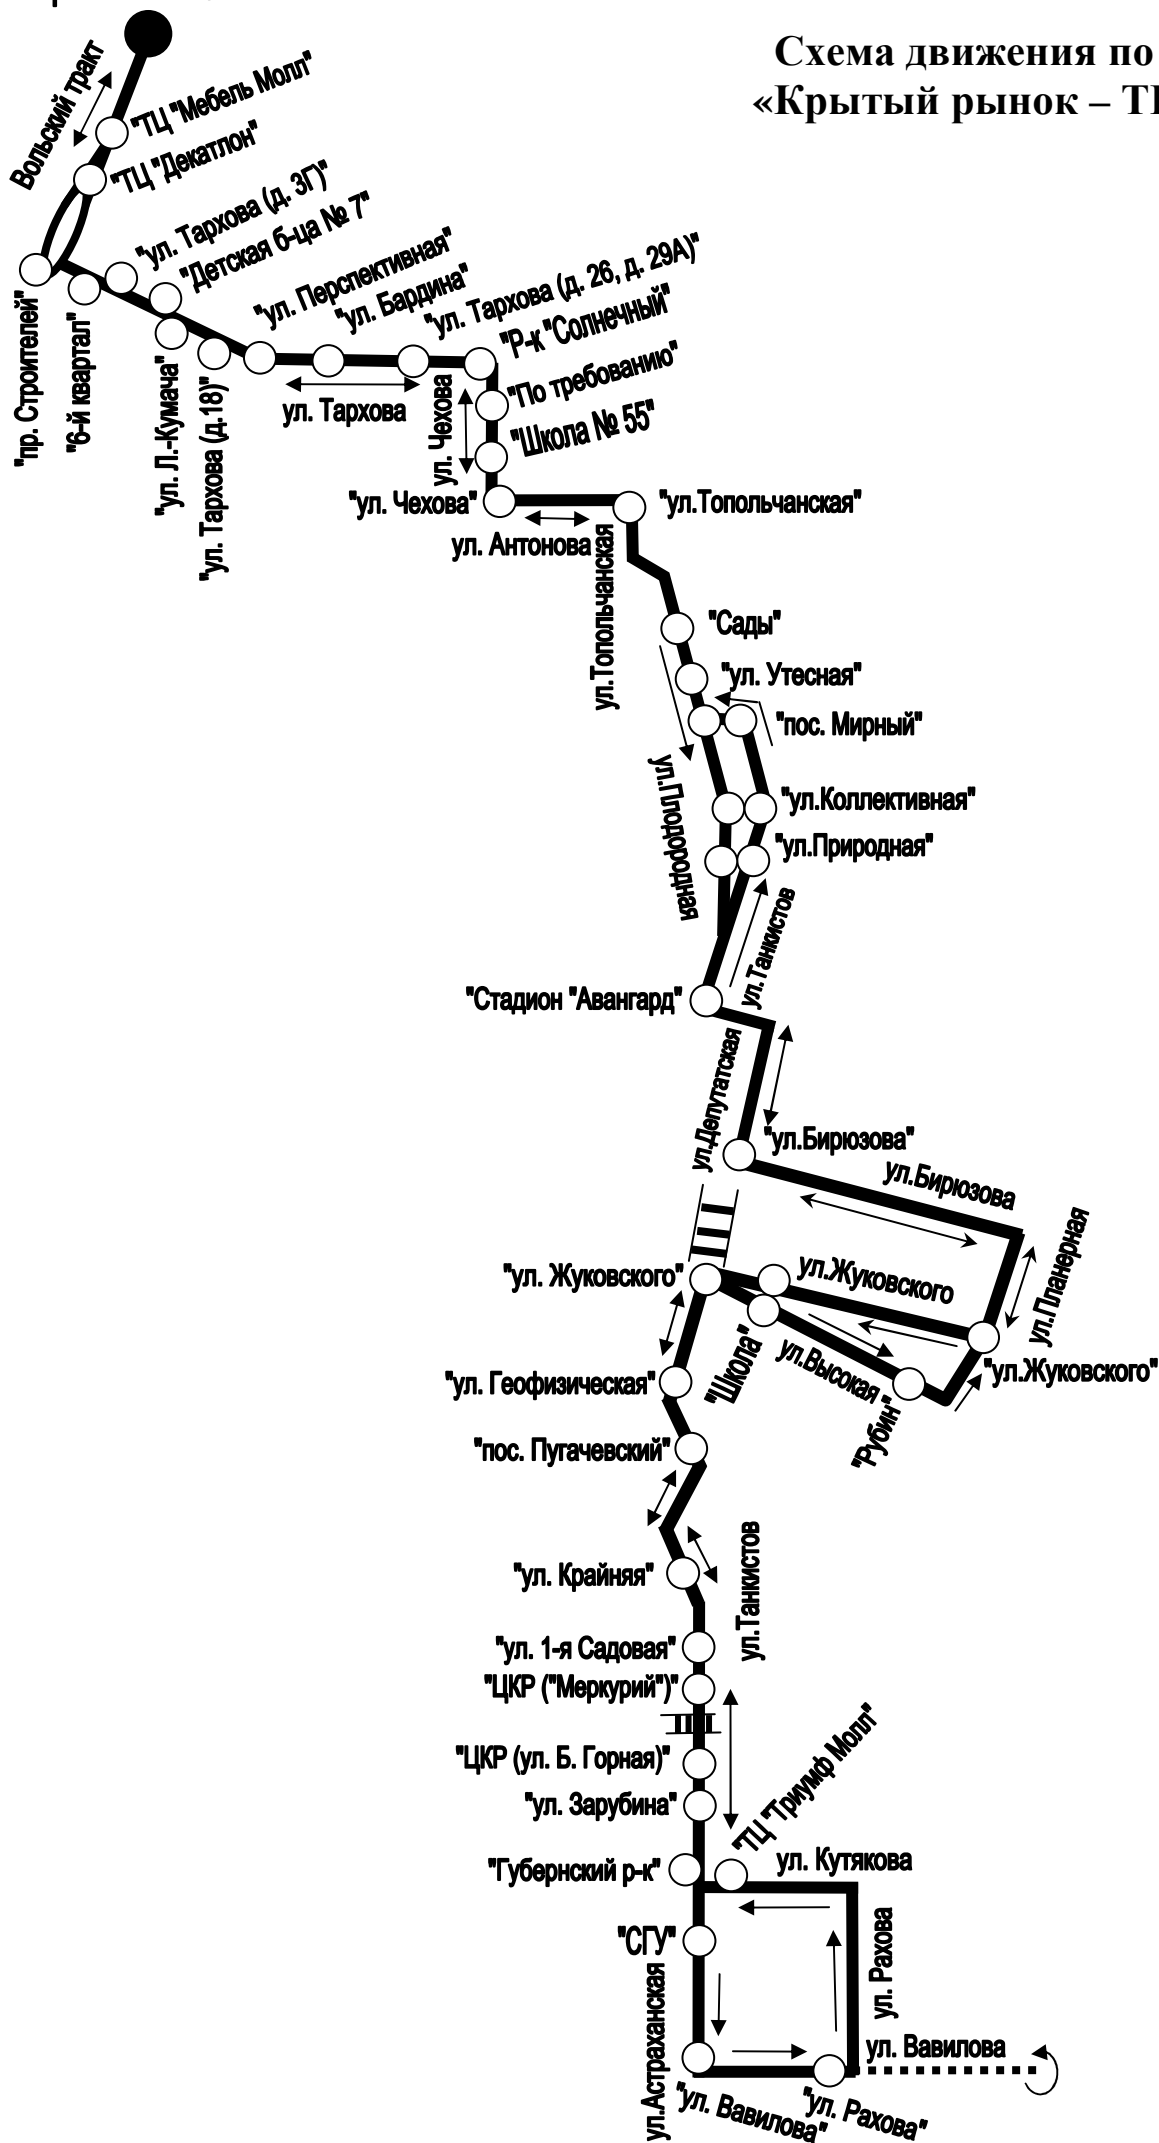 Схема движения по
«Крытый рынок –
Вольский тракт
"ТЦ "Мебель Молл"
"ТЦ "Декатлон"
"ул. Тархова (д. 3Г)"
"Детская б-ца № 7"
"ул. Перспективная"
"ул. Бардина"
"ул. Тархова (д. 26, д. 29А)"
"Р-к "Солнечный"
"пр. Строителей"
"6-й квартал"
"ул. Л.-Кумача"
"ул. Тархова (д.18)"
ул. Тархова
ул. Чехова
"По требованию"
"Школа № 55"
"ул. Чехова"
"ул.Топольчанская"
ул. Антонова
ул.Топольчанская
"Сады"
"ул. Утесная"
"пос. Мирный"
ул.Плодородная
"ул.Коллективная"
"ул.Природная"
ул.Танкистов
"Стадион "Авангард"
ул.Депутатская
"ул.Бирюзова"
ул.Бирюзова
ул.Планерная
"ул. Жуковского"
ул.Жуковского
"Школа"
ул.Высокая
"ул.Жуковского"
"Рубин"
"ул. Геофизическая"
"пос. Пугачевский"
"ул. Крайняя"
ул.Танкистов
"ул. 1-я Садовая"
"ЦКР ("Меркурий")"
"ЦКР (ул. Б. Горная)"
"ул. Зарубина"
"ТЦ "Триумф Молл"
"Губернский р-к"
ул. Кутякова
"СГУ"
ул. Рахова
ул.Астраханская
ул. Вавилова
"ул. Вавилова"
"ул. Рахова"